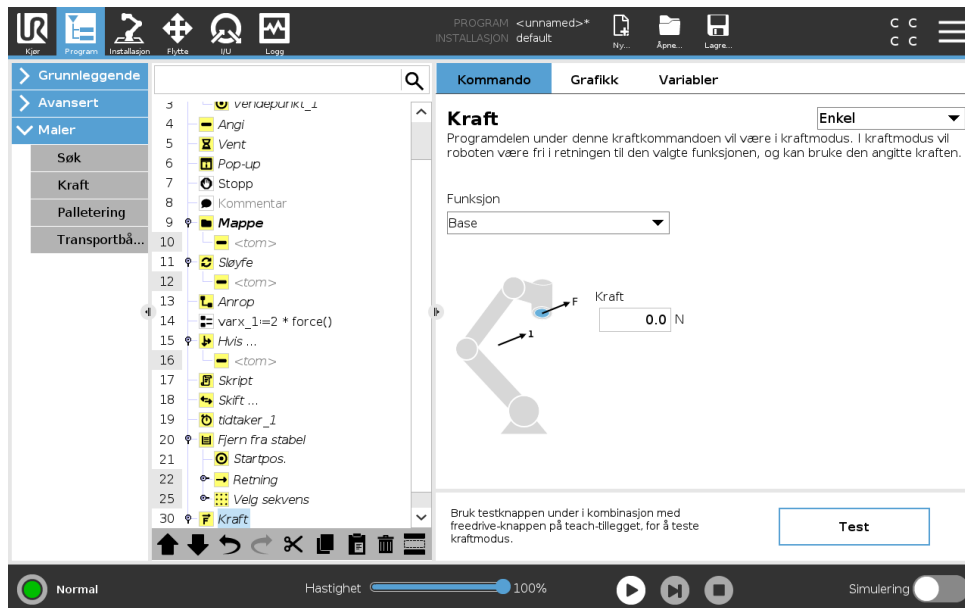 PROGRAM <unnamed>*
INSTALLASJON default
Kjør Program Installasjon Flytte I/U Logg Ny... Åpne... Lagre...
C C
C C
Grunnleggende
Avansert
Maler
Søk
Kraft
Palletering
Transportbå...
3 Vendepunkt_1
4 Angi
5 Vent
6 Pop-up
7 Stopp
8 Kommentar
9 Mappe
10 <tom>
11 Sløyfe
12 <tom>
13 Anrop
14 varx_1:=2 * force()
15 Hvis ...
16 <tom>
17 Skript
18 Skift ...
19 tidtaker_1
20 Fjern fra stabel
21 Startpos.
22 Retning
25 Velg sekvens
30 Kraft
Kommando Grafikk Variabler
Kraft Enkel
Programdelen under denne kraftkommandoen vil være i kraftmodus. I kraftmodus vil
roboten være fri i retningen til den valgte funksjonen, og kan bruke den angitte kraften.
Funksjon
Base
F
1
Kraft
0.0 N
Bruk testknappen under i kombinasjon med
freedrive-knappen på teach-tillegget, for å teste
kraftmodus.
Test
Normal Hastighet 100% Simulering